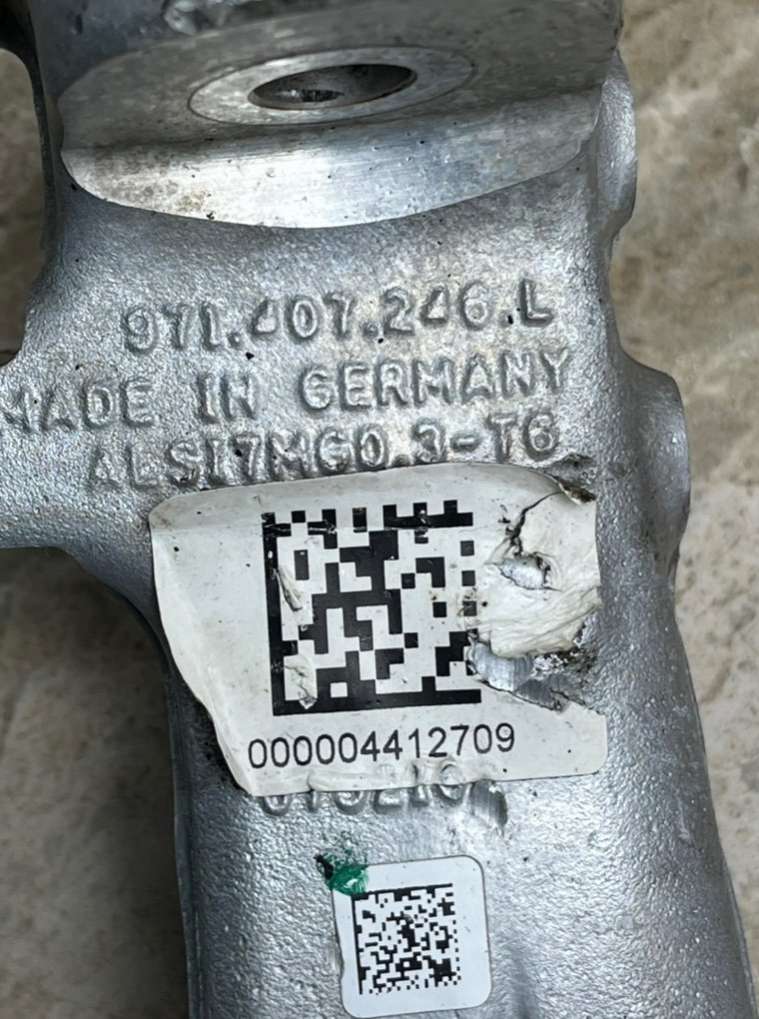 971.407.246.L
MADE IN GERMANY
ALSI7MG0.3-T6
000004412709